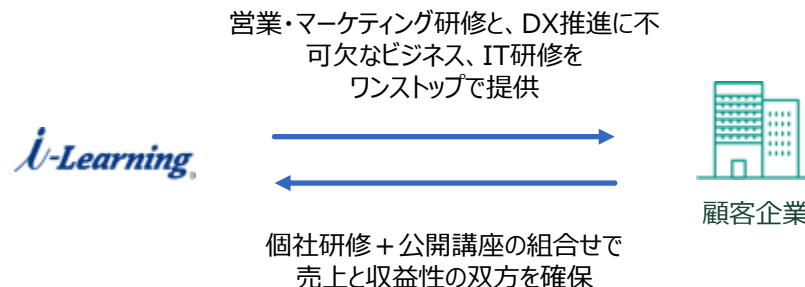 営業・マーケティング研修と、DX推進に不
可欠なビジネス、IT研修を
ワンストップで提供
i-Learning®
顧客企業
個社研修＋公開講座の組合せで
売上と収益性の双方を確保